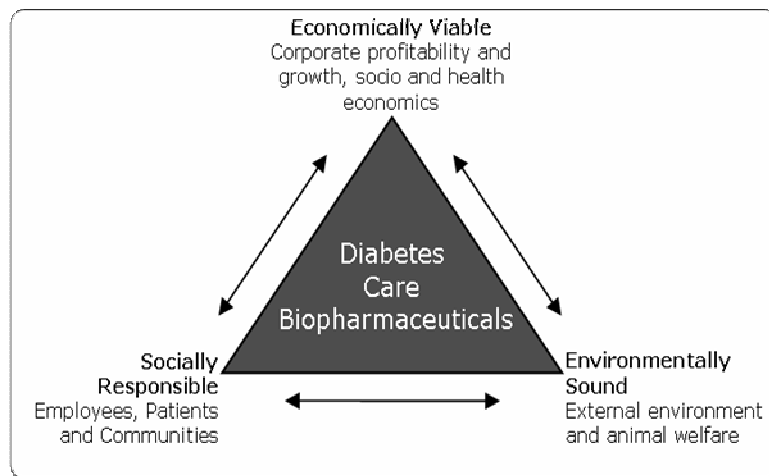 Economically Viable
Corporate profitability and
growth, socio and health
economics
Diabetes
Care
Biopharmaceuticals
Socially
Responsible
Employees, Patients
and Communities
Environmentally
Sound
External environment
and animal welfare